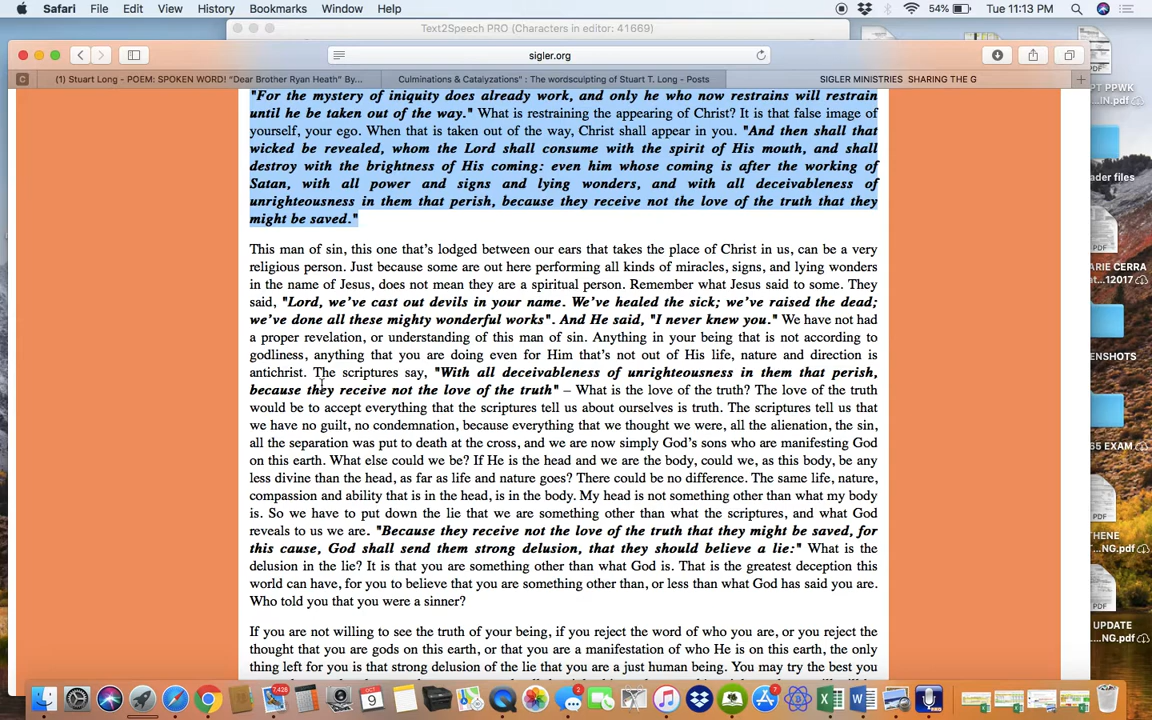 Safari File Edit View History Bookmarks Window Help 54% Tue 11:13 PM
Text2Speech PRO (Characters in editor: 41669)
sigler.org
(1) Stuart Long - POEM: SPOKEN WORD! "Dear Brother Ryan Heath" By... Culminations & Catalyzations" : The wordsculpting of Stuart T. Long - Posts SIGLER MINISTRIES SHARING THE G
"For the mystery of iniquity does already work, and only he who now restrains will restrain
until he be taken out of the way." What is restraining the appearing of Christ? It is that false image of
yourself, your ego. When that is taken out of the way, Christ shall appear in you. "And then shall that
wicked be revealed, whom the Lord shall consume with the spirit of His mouth, and shall
destroy with the brightness of His coming: even him whose coming is after the working of
Satan, with all power and signs and lying wonders, and with all deceivableness of
unrighteousness in them that perish, because they receive not the love of the truth that they
might be saved."
This man of sin, this one that's lodged between our ears that takes the place of Christ in us, can be a very
religious person. Just because some are out here performing all kinds of miracles, signs, and lying wonders
in the name of Jesus, does not mean they are a spiritual person. Remember what Jesus said to some. They
said, "Lord, we've cast out devils in your name. We've healed the sick; we've raised the dead;
we've done all these mighty wonderful works". And He said, "I never knew you." We have not had
a proper revelation, or understanding of this man of sin. Anything in your being that is not according to
godliness, anything that you are doing even for Him that's not out of His life, nature and direction is
antichrist. The scriptures say, "With all deceivableness of unrighteousness in them that perish,
because they receive not the love of the truth" – What is the love of the truth? The love of the truth
would be to accept everything that the scriptures tell us about ourselves is truth. The scriptures tell us that
we have no guilt, no condemnation, because everything that we thought we were, all the alienation, the sin,
all the separation was put to death at the cross, and we are now simply God's sons who are manifesting God
on this earth. What else could we be? If He is the head and we are the body, could we, as this body, be any
less divine than the head, as far as life and nature goes? There could be no difference. The same life, nature,
compassion and ability that is in the head, is in the body. My head is not something other than what my body
is. So we have to put down the lie that we are something other than what the scriptures, and what God
reveals to us we are. "Because they receive not the love of the truth that they might be saved, for
this cause, God shall send them strong delusion, that they should believe a lie:" What is the
delusion in the lie? It is that you are something other than what God is. That is the greatest deception this
world can have, for you to believe that you are something other than, or less than what God has said you are.
Who told you that you were a sinner?
If you are not willing to see the truth of your being, if you reject the word of who you are, or you reject the
thought that you are gods on this earth, or that you are a manifestation of who He is on this earth, the only
thing left for you is that strong delusion of the lie that you are a just human being. You may try the best you
PT PPWK
IN.pdf
ader files
PDF
ARIE CERRA
12017
ENSHOTS
PDF
65 EXAM
PDF
THENE
NG.pdf
PDF
UPDATE
NG.pdf
7,428
OCT
9
2
7